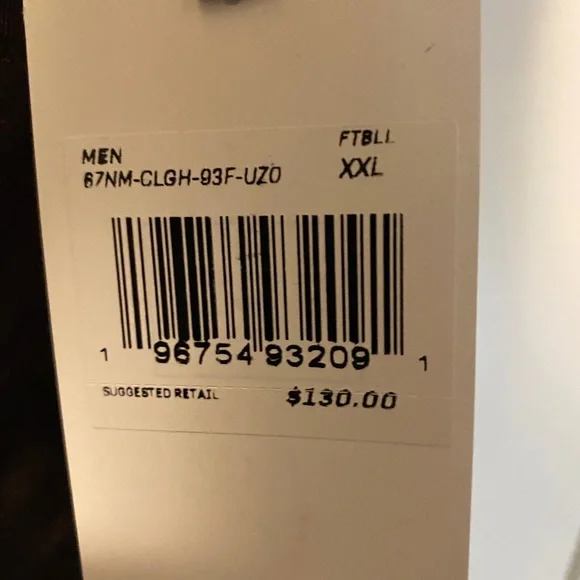 MEN
FTBLL
67NM-CLGH-93F-UZ0
XXL
1 96754 93209 1
SUGGESTED RETAIL
$130.00